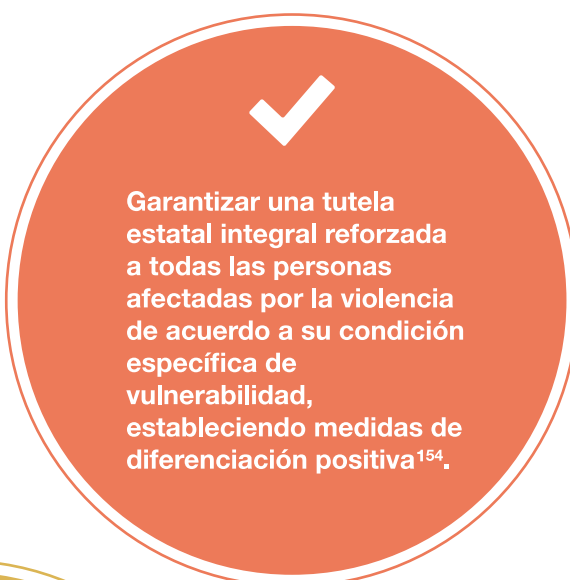 Garantizar una tutela
estatal integral reforzada
a todas las personas
afectadas por la violencia
de acuerdo a su condición
específica de
vulnerabilidad,
estableciendo medidas de
diferenciación positiva¹⁵⁴.